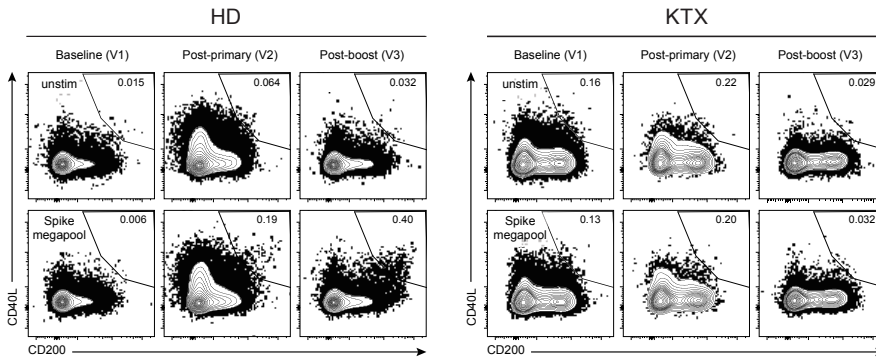 HD KTX
Baseline (V1) Post-primary (V2) Post-boost (V3) Baseline (V1) Post-primary (V2) Post-boost (V3)
unstim 0.015 0.064 0.032 unstim 0.16 0.22 0.029
Spike megapool 0.006 0.19 0.40 Spike megapool 0.13 0.20 0.032
CD40L CD40L
CD200 CD200